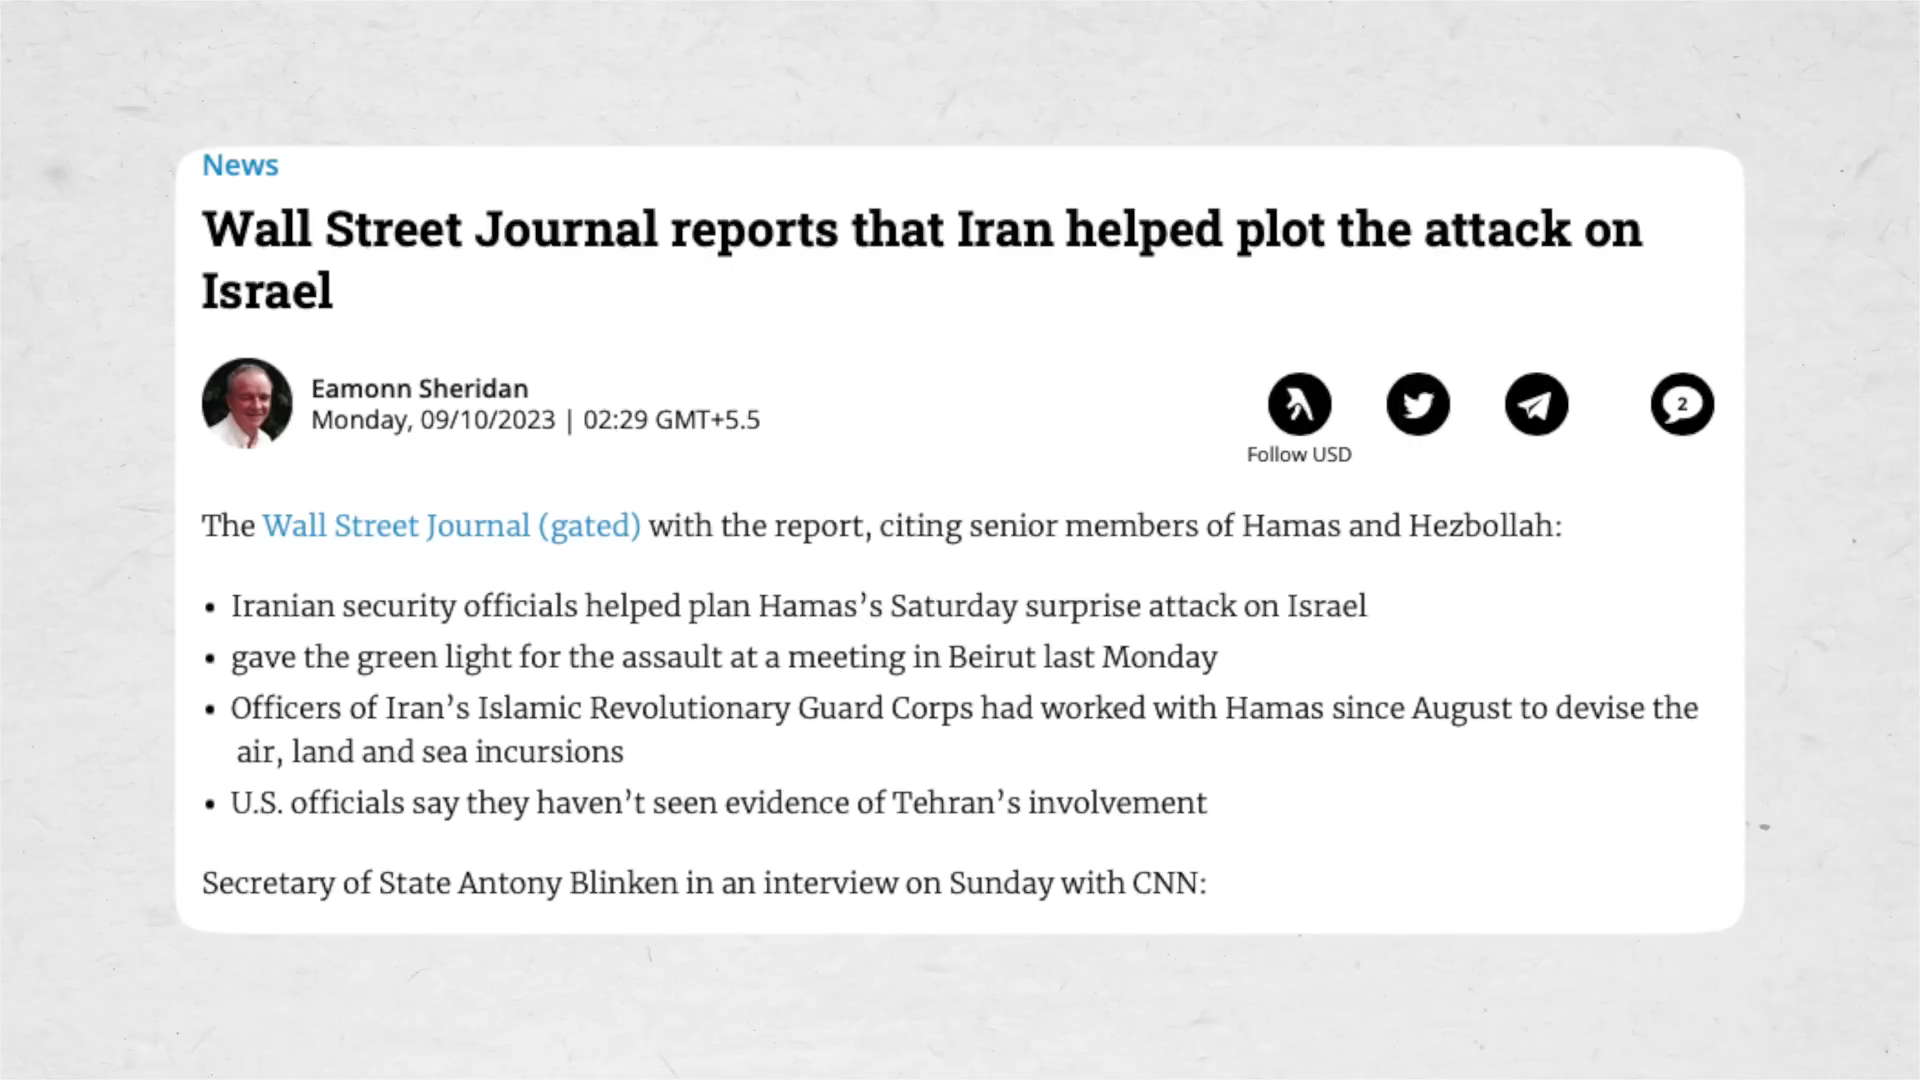 News
Wall Street Journal reports that Iran helped plot the attack on
Israel
Eamonn Sheridan
Monday, 09/10/2023 | 02:29 GMT+5.5
2
Follow USD
The Wall Street Journal (gated) with the report, citing senior members of Hamas and Hezbollah:
• Iranian security officials helped plan Hamas’s Saturday surprise attack on Israel
• gave the green light for the assault at a meeting in Beirut last Monday
• Officers of Iran’s Islamic Revolutionary Guard Corps had worked with Hamas since August to devise the
air, land and sea incursions
• U.S. officials say they haven’t seen evidence of Tehran’s involvement
Secretary of State Antony Blinken in an interview on Sunday with CNN: